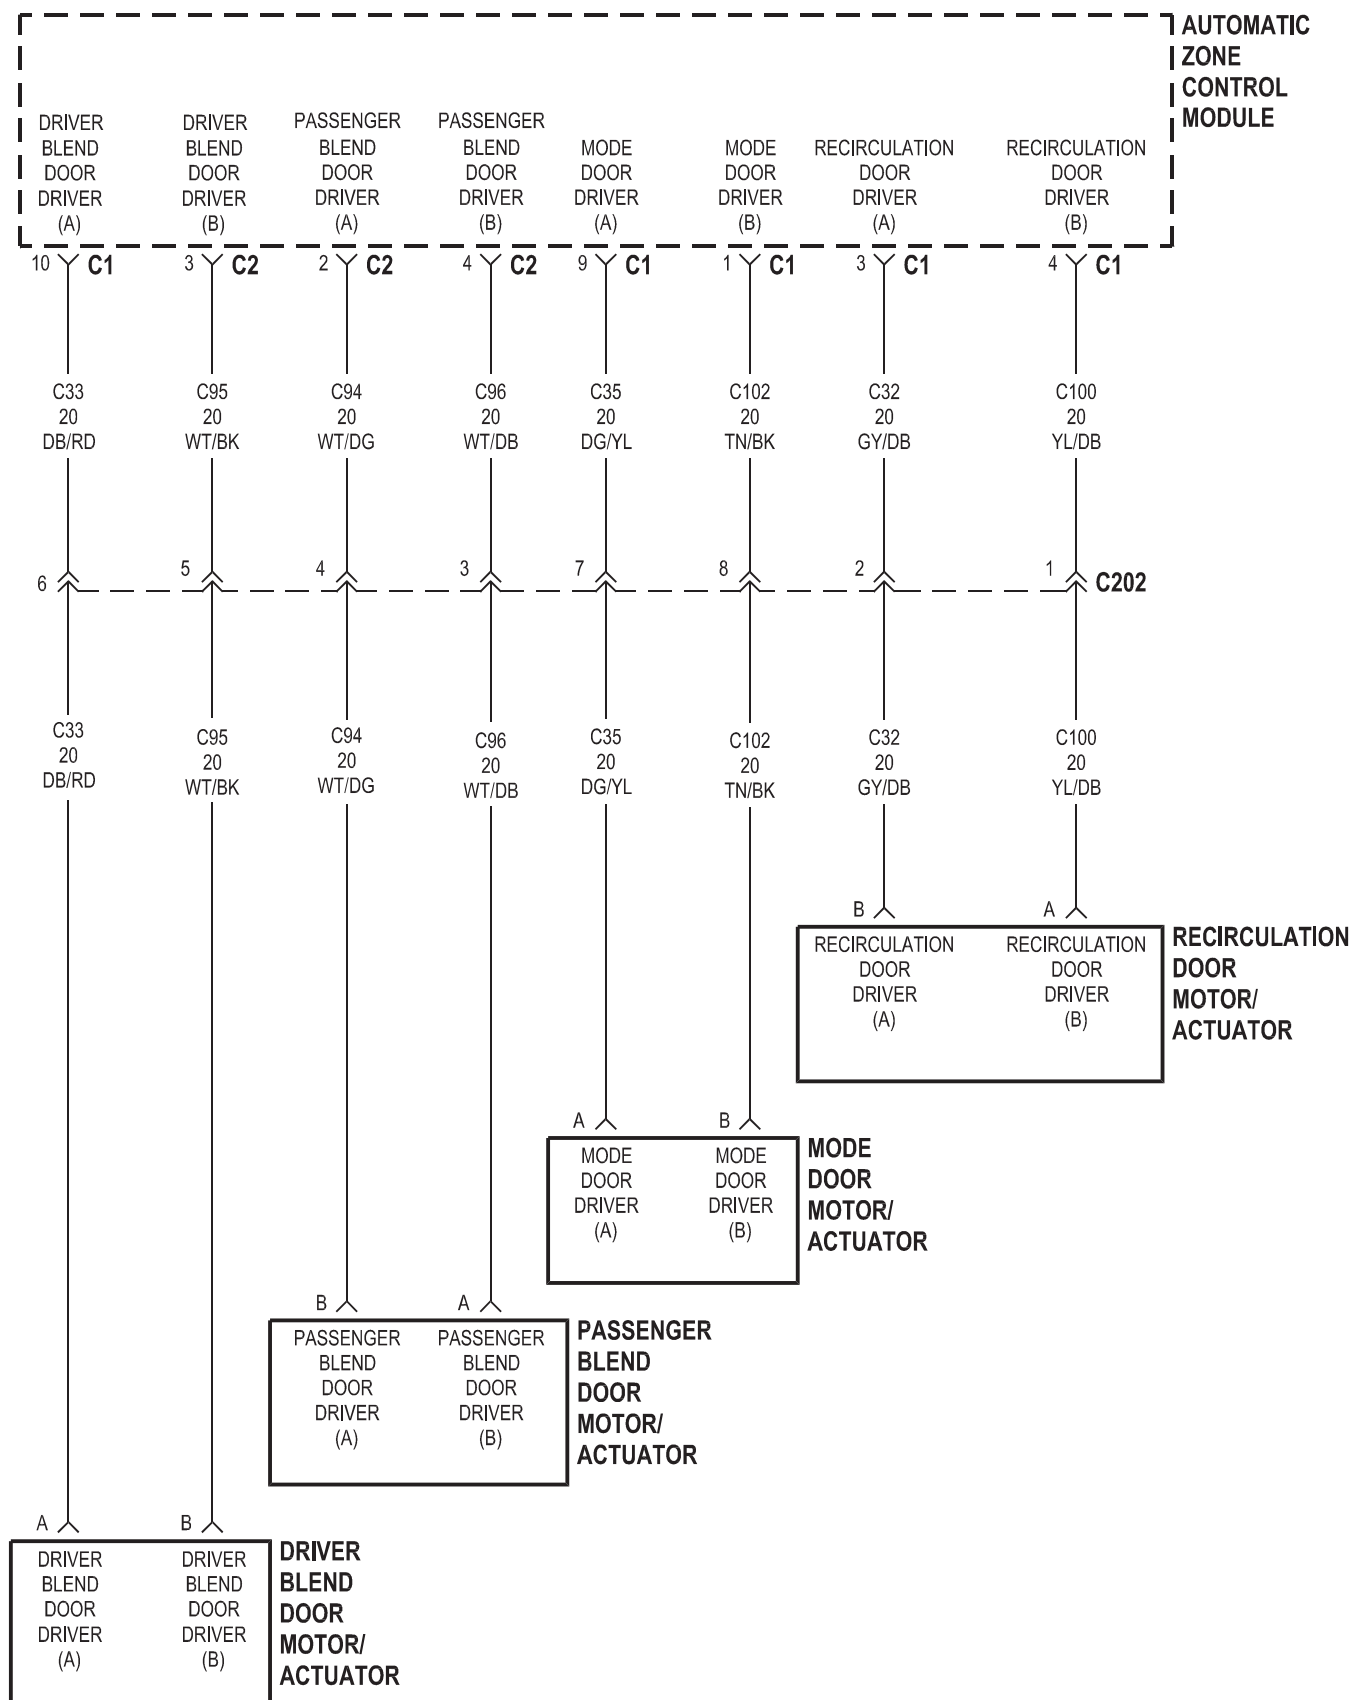 AUTOMATIC
ZONE
CONTROL
MODULE
DRIVER
BLEND
DOOR
DRIVER
(A)
DRIVER
BLEND
DOOR
DRIVER
(B)
PASSENGER
BLEND
DOOR
DRIVER
(A)
PASSENGER
BLEND
DOOR
DRIVER
(B)
MODE
DOOR
DRIVER
(A)
MODE
DOOR
DRIVER
(B)
RECIRCULATION
DOOR
DRIVER
(A)
RECIRCULATION
DOOR
DRIVER
(B)
10 C1
3 C2
2 C2
4 C2
9 C1
1 C1
3 C1
4 C1
C33
20
DB/RD
C95
20
WT/BK
C94
20
WT/DG
C96
20
WT/DB
C35
20
DG/YL
C102
20
TN/BK
C32
20
GY/DB
C100
20
YL/DB
6
5
4
3
7
8
2
1
C202
C33
20
DB/RD
C95
20
WT/BK
C94
20
WT/DG
C96
20
WT/DB
C35
20
DG/YL
C102
20
TN/BK
C32
20
GY/DB
C100
20
YL/DB
B
A
RECIRCULATION
DOOR
DRIVER
(A)
RECIRCULATION
DOOR
DRIVER
(B)
RECIRCULATION
DOOR
MOTOR/
ACTUATOR
A
B
MODE
DOOR
DRIVER
(A)
MODE
DOOR
DRIVER
(B)
MODE
DOOR
MOTOR/
ACTUATOR
B
A
PASSENGER
BLEND
DOOR
DRIVER
(A)
PASSENGER
BLEND
DOOR
DRIVER
(B)
PASSENGER
BLEND
DOOR
MOTOR/
ACTUATOR
A
B
DRIVER
BLEND
DOOR
DRIVER
(A)
DRIVER
BLEND
DOOR
DRIVER
(B)
DRIVER
BLEND
DOOR
MOTOR/
ACTUATOR